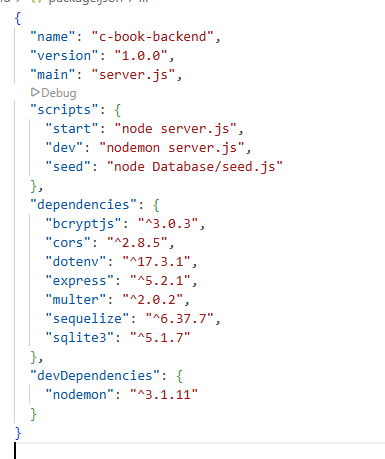 {
"name": "c-book-backend",
"version": "1.0.0",
"main": "server.js",
Debug
"scripts": {
"start": "node server.js",
"dev": "nodemon server.js",
"seed": "node Database/seed.js"
},
"dependencies": {
"bcryptjs": "^3.0.3",
"cors": "^2.8.5",
"dotenv": "^17.3.1",
"express": "^5.2.1",
"multer": "^2.0.2",
"sequelize": "^6.37.7",
"sqlite3": "^5.1.7"
},
"devDependencies": {
"nodemon": "^3.1.11"
}
}